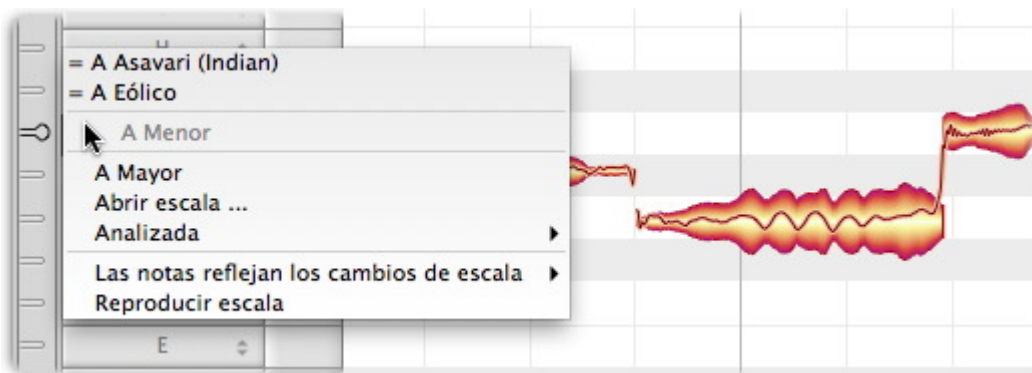 = A Asavari (Indian)
= A Eólico
A Menor
A Mayor
Abrir escala ...
Analizada
Las notas reflejan los cambios de escala
Reproducir escala
E